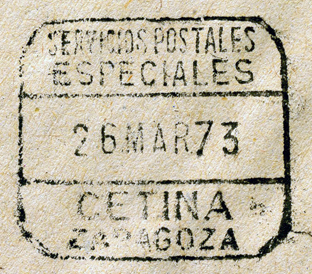 SERVICIOS POSTALES
ESPECIALES
26 MAR 73
CETINA
ZARAGOZA